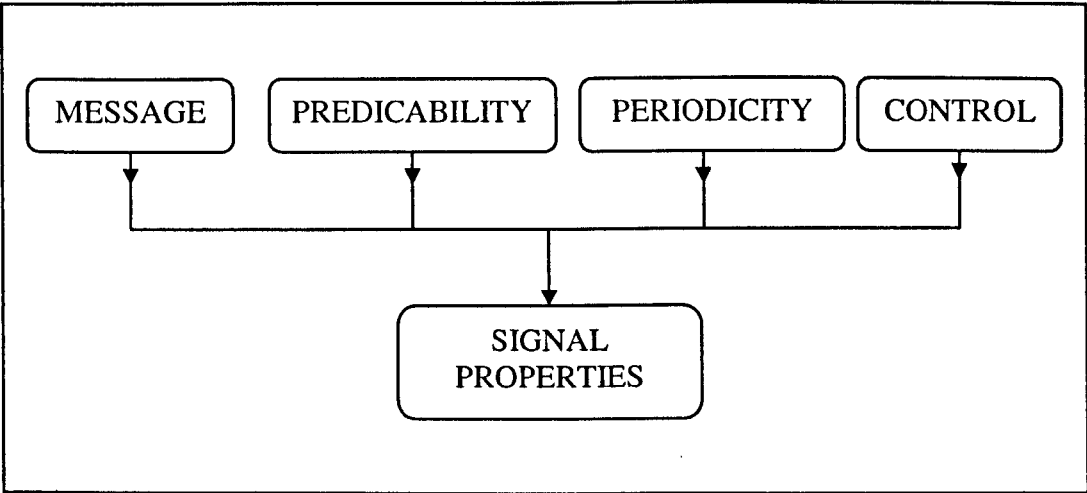 MESSAGE
PREDICABILITY
PERIODICITY
CONTROL
SIGNAL
PROPERTIES